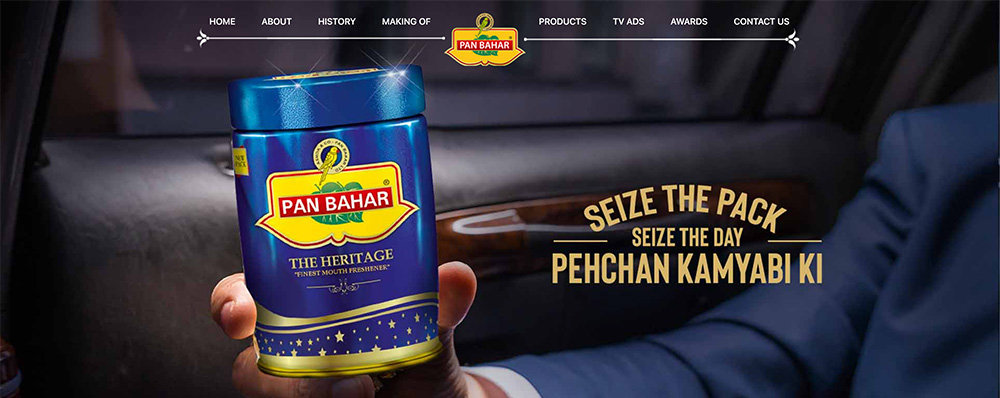 HOME
ABOUT
HISTORY
MAKING OF
PAN BAHAR
PRODUCTS
TV ADS
AWARDS
CONTACT US
PAN BAHAR
®
THE HERITAGE
"FINEST MOUTH FRESHENER"
SEIZE THE PACK
SEIZE THE DAY
PEHCHAN KAMYABI KI